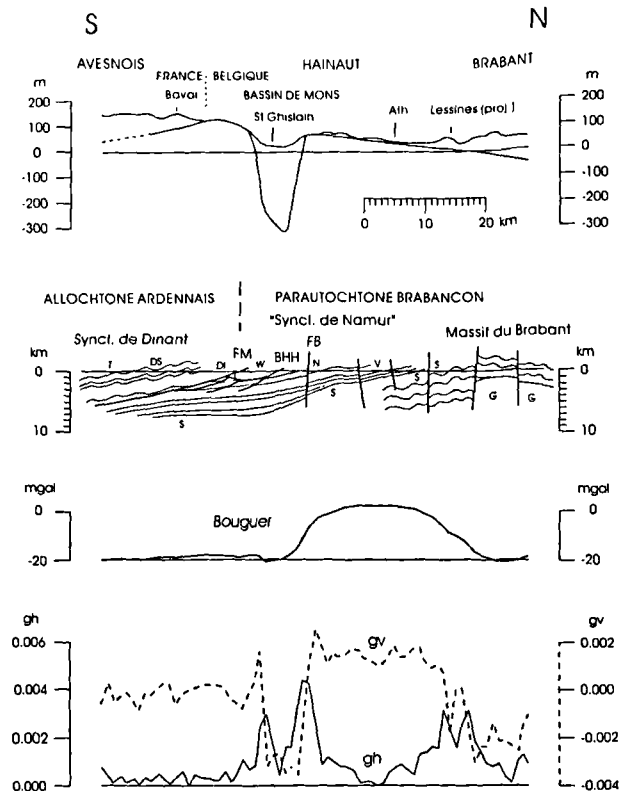 S N
AVESNOIS HAINAUT BRABANT
FRANCE BELGIQUE
Bavai BASSIN DE MONS
St Ghislain Ath Lessines (proj.)
m m
200 200
100 100
0 0
-100 -100
-200 -200
-300 -300
0 10 20 km
ALLOCHTONE ARDENNAIS PARAUTOCHTONE BRABANCON
"Syncl. de Namur"
Syncl. de Dinant Massif du Brabant
km FM BHH FB km
T DS DI W N V S
0 0
S S S G G
10 10
mgal mgal
0 Bouguer 0
-20 -20
gh gv
0.006 gv 0.002
0.004 0.000
0.002 gh -0.002
0.000 -0.004